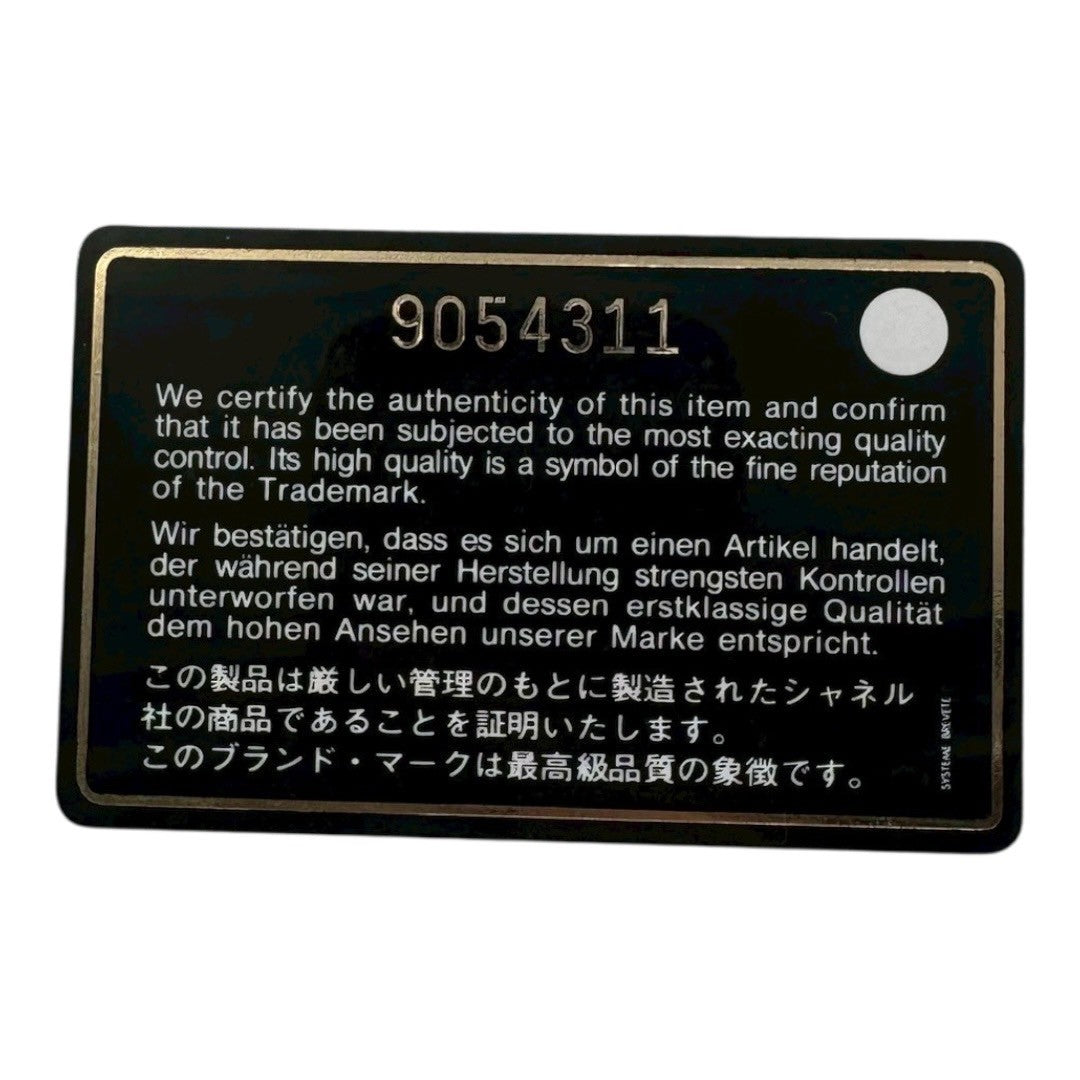 9054311
We certify the authenticity of this item and confirm
that it has been subjected to the most exacting quality
control. Its high quality is a symbol of the fine reputation
of the Trademark.
Wir bestätigen, dass es sich um einen Artikel handelt,
der während seiner Herstellung strengsten Kontrollen
unterworfen war, und dessen erstklassige Qualität
dem hohen Ansehen unserer Marke entspricht.
この製品は厳しい管理のもとに製造されたシャネル
社の商品であることを証明いたします。
このブランド・マークは最高級品質の象徴です。
SYSTEME BREVETE